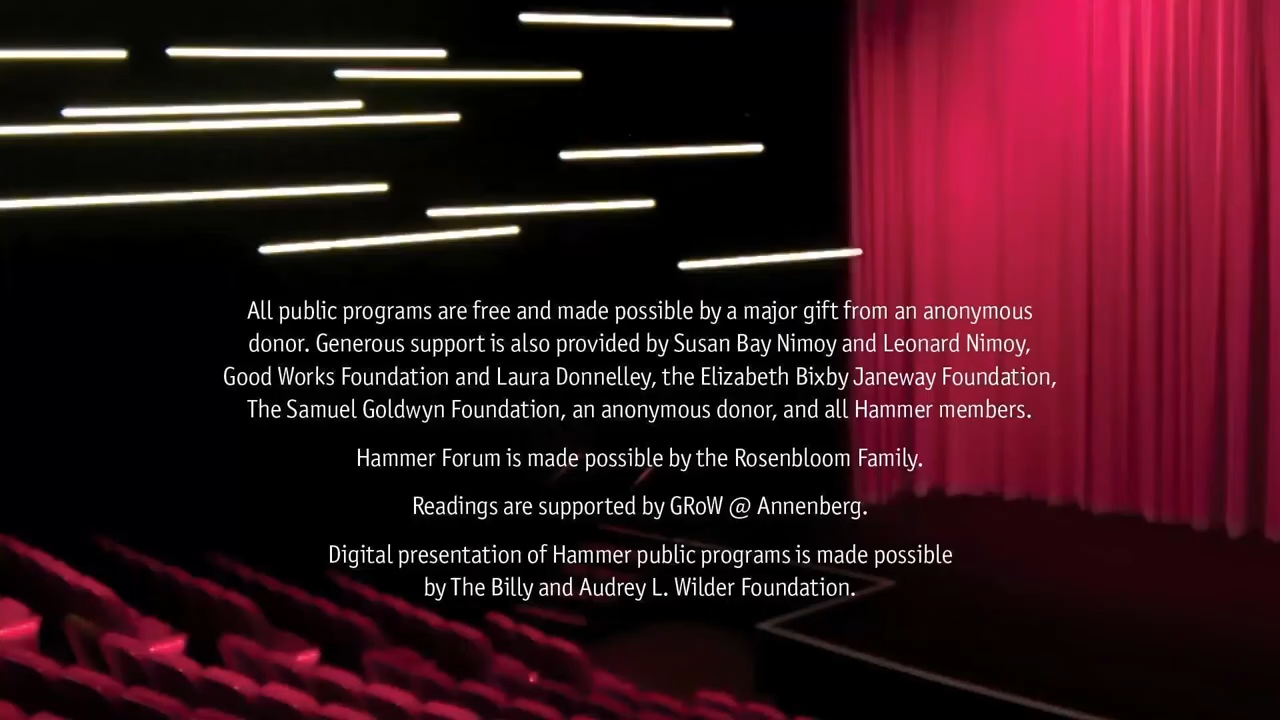 All public programs are free and made possible by a major gift from an anonymous
donor. Generous support is also provided by Susan Bay Nimoy and Leonard Nimoy,
Good Works Foundation and Laura Donnelley, the Elizabeth Bixby Janeway Foundation,
The Samuel Goldwyn Foundation, an anonymous donor, and all Hammer members.
Hammer Forum is made possible by the Rosenbloom Family.
Readings are supported by GRoW @ Annenberg.
Digital presentation of Hammer public programs is made possible
by The Billy and Audrey L. Wilder Foundation.